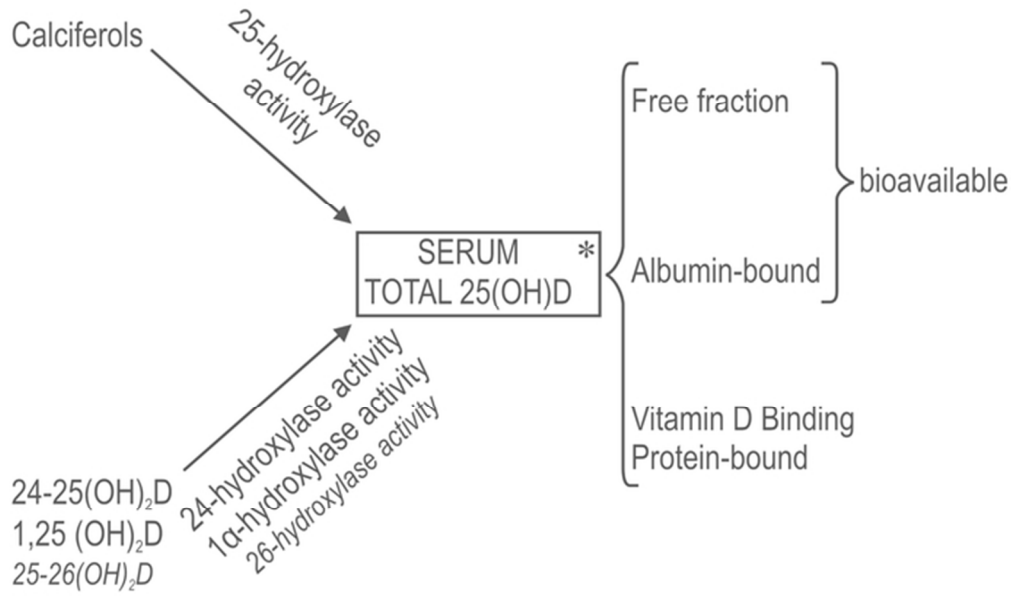 Calciferols
25-hydroxylase
activity
SERUM *
TOTAL 25(OH)D
Free fraction
Albumin-bound
bioavailable
Vitamin D Binding
Protein-bound
24-hydroxylase activity
1α-hydroxylase activity
26-hydroxylase activity
24-25(OH)₂D
1,25 (OH)₂D
25-26(OH)₂D